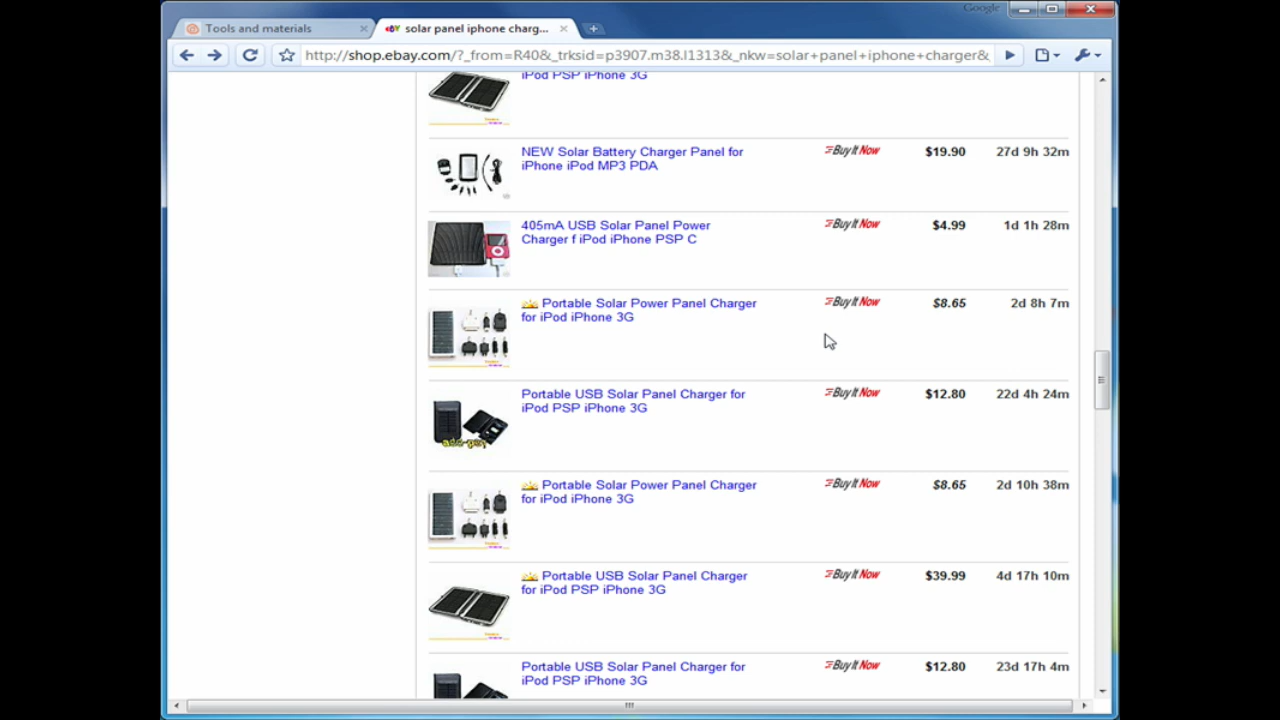 Google
Tools and materials
solar panel iphone charg...
http://shop.ebay.com/?_from=R40&_trksid=p3907.m38.l1313&_nkw=solar+panel+iphone+charger&_
iPod PSP iPhone 3G
NEW Solar Battery Charger Panel for Buy It Now $19.90 27d 9h 32m
iPhone iPod MP3 PDA
405mA USB Solar Panel Power Buy It Now $4.99 1d 1h 28m
Charger f iPod iPhone PSP C
Portable Solar Power Panel Charger Buy It Now $8.65 2d 8h 7m
for iPod iPhone 3G
Portable USB Solar Panel Charger for Buy It Now $12.80 22d 4h 24m
iPod PSP iPhone 3G
Portable Solar Power Panel Charger Buy It Now $8.65 2d 10h 38m
for iPod iPhone 3G
Portable USB Solar Panel Charger Buy It Now $39.99 4d 17h 10m
for iPod PSP iPhone 3G
Portable USB Solar Panel Charger for Buy It Now $12.80 23d 17h 4m
iPod PSP iPhone 3G